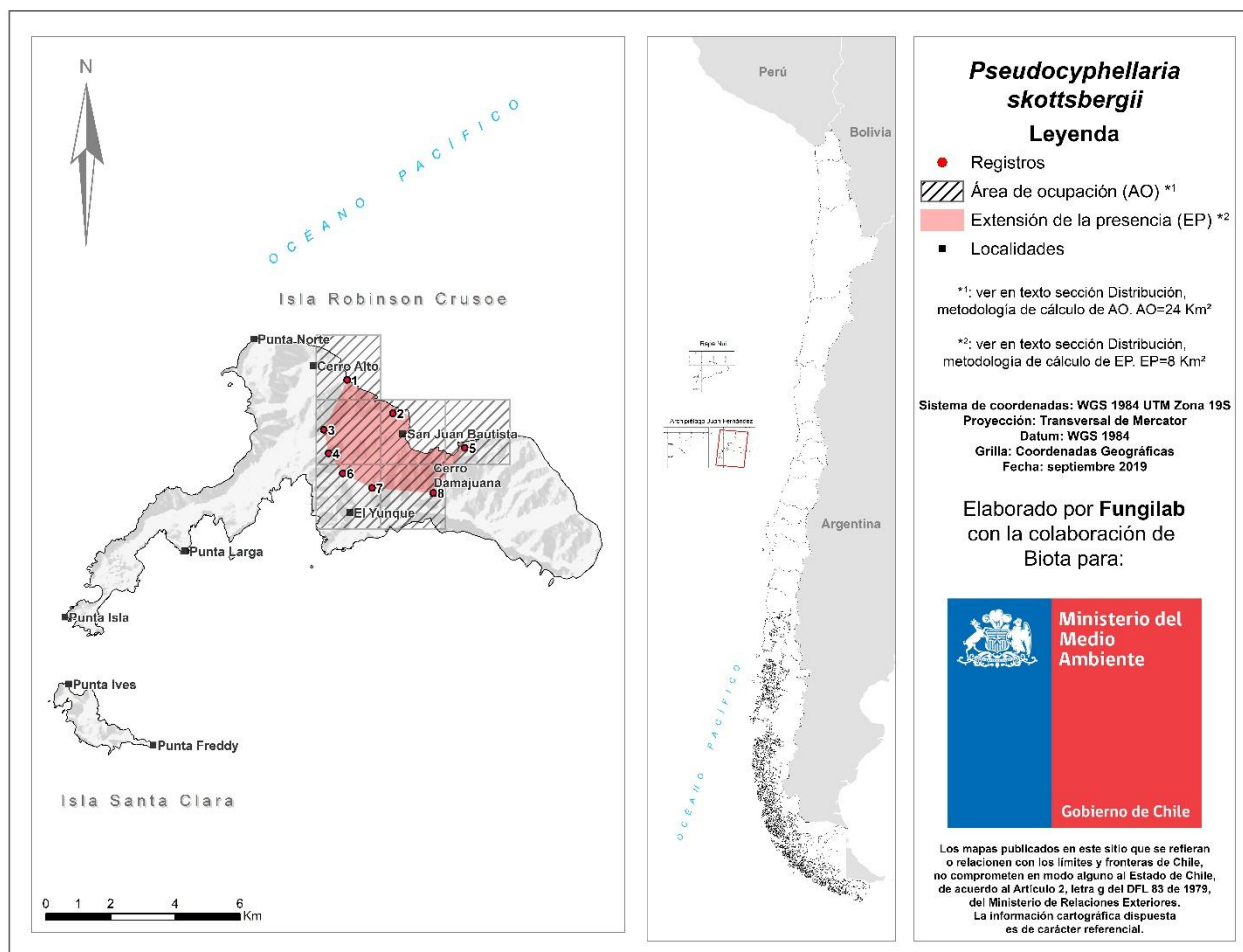 N
OCÉANO PACÍFICO
Isla Robinson Crusoe
Punta Norte
Cerro Alto
1
2
San Juan Bautista
3
4
5
Cerro
Damajuana
6
7
8
El Yunque
Punta Larga
Punta Isla
Punta Ives
Punta Freddy
Isla Santa Clara
0 1 2 4 6
Km
Perú
Bolivia
Rapa Nui
Archipiélago Juan Fernández
Argentina
OCÉANO PACÍFICO
Pseudocyphellaria
skottsbergii
Leyenda
Registros
Área de ocupación (AO) *1
Extensión de la presencia (EP) *2
Localidades
*1: ver en texto sección Distribución,
metodología de cálculo de AO. AO=24 Km²
*2: ver en texto sección Distribución,
metodología de cálculo de EP. EP=8 Km²
Sistema de coordenadas: WGS 1984 UTM Zona 19S
Proyección: Transversal de Mercator
Datum: WGS 1984
Grilla: Coordenadas Geográficas
Fecha: septiembre 2019
Elaborado por Fungilab
con la colaboración de
Biota para:
Ministerio del
Medio
Ambiente
Gobierno de Chile
Los mapas publicados en este sitio que se refieran
o relacionen con los límites y fronteras de Chile,
no comprometen en modo alguno al Estado de Chile,
de acuerdo al Artículo 2, letra g del DFL 83 de 1979,
del Ministerio de Relaciones Exteriores.
La información cartográfica dispuesta
es de carácter referencial.